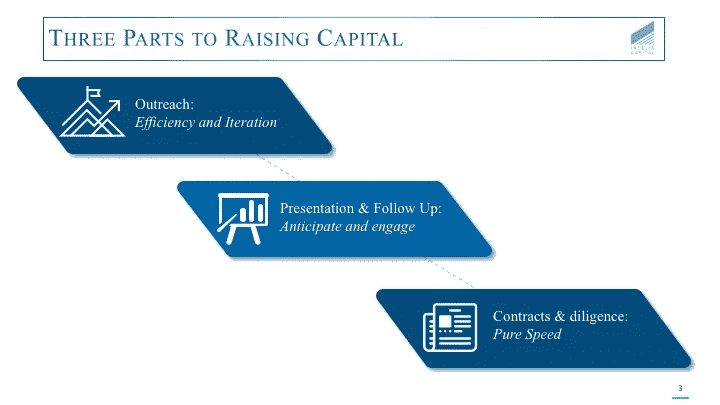 Three Parts to Raising Capital
Outreach:
Efficiency and Iteration
Presentation & Follow Up:
Anticipate and engage
Contracts & diligence:
Pure Speed
3